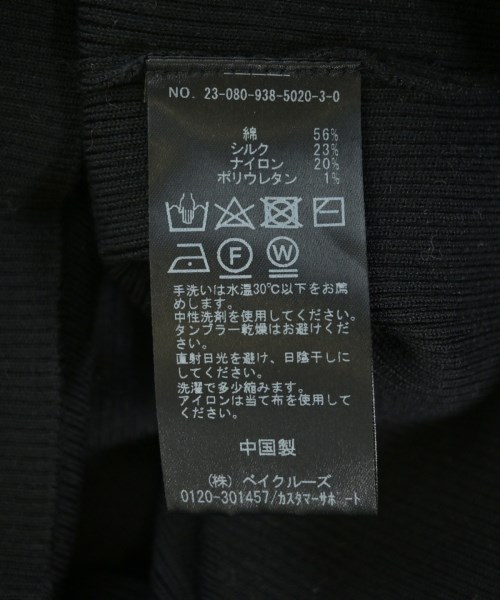 NO. 23-080-938-5020-3-0
綿 56%
シルク 23%
ナイロン 20%
ポリウレタン 1%
F W
手洗いは水温30℃以下をお薦
めします。
中性洗剤を使用してください。
タンブラー乾燥はお避けくださ
い。
直射日光を避け、日陰干しに
してください。
洗濯で多少縮みます。
アイロンは当て布を使用して
ください。
中国製
(株) ベイクルーズ
0120-301457/カスタマーサポート